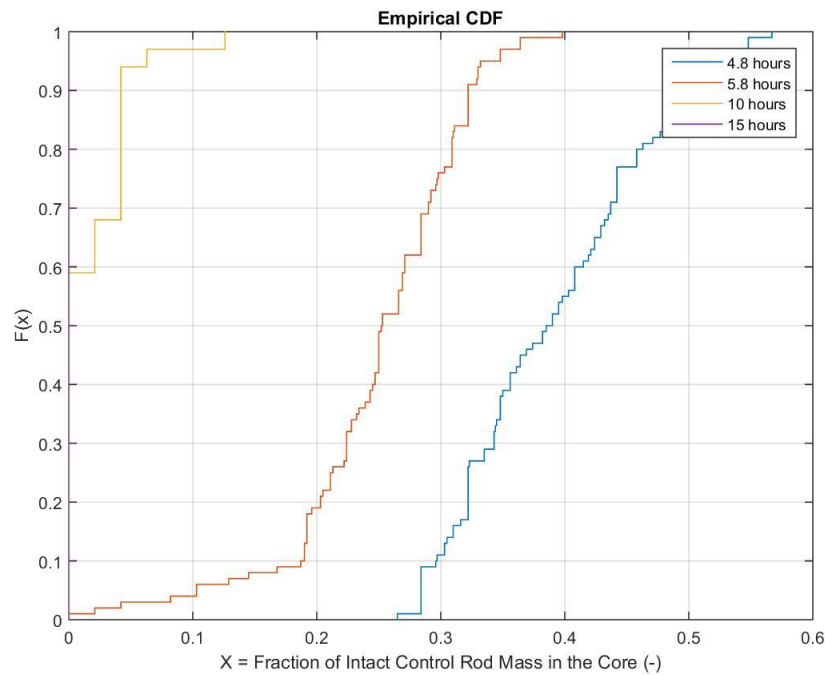 Empirical CDF
1
0.9
0.8
0.7
0.6
0.5
0.4
0.3
0.2
0.1
0
F(x)
4.8 hours
5.8 hours
10 hours
15 hours
0 0.1 0.2 0.3 0.4 0.5 0.6
X = Fraction of Intact Control Rod Mass in the Core (-)